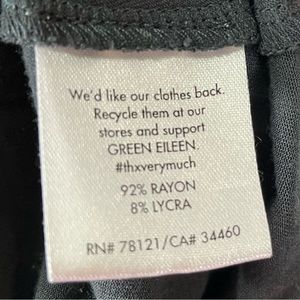 We'd like our clothes back.
Recycle them at our
stores and support
GREEN EILEEN.
#thxverymuch
92% RAYON
8% LYCRA
RN# 78121/CA# 34460